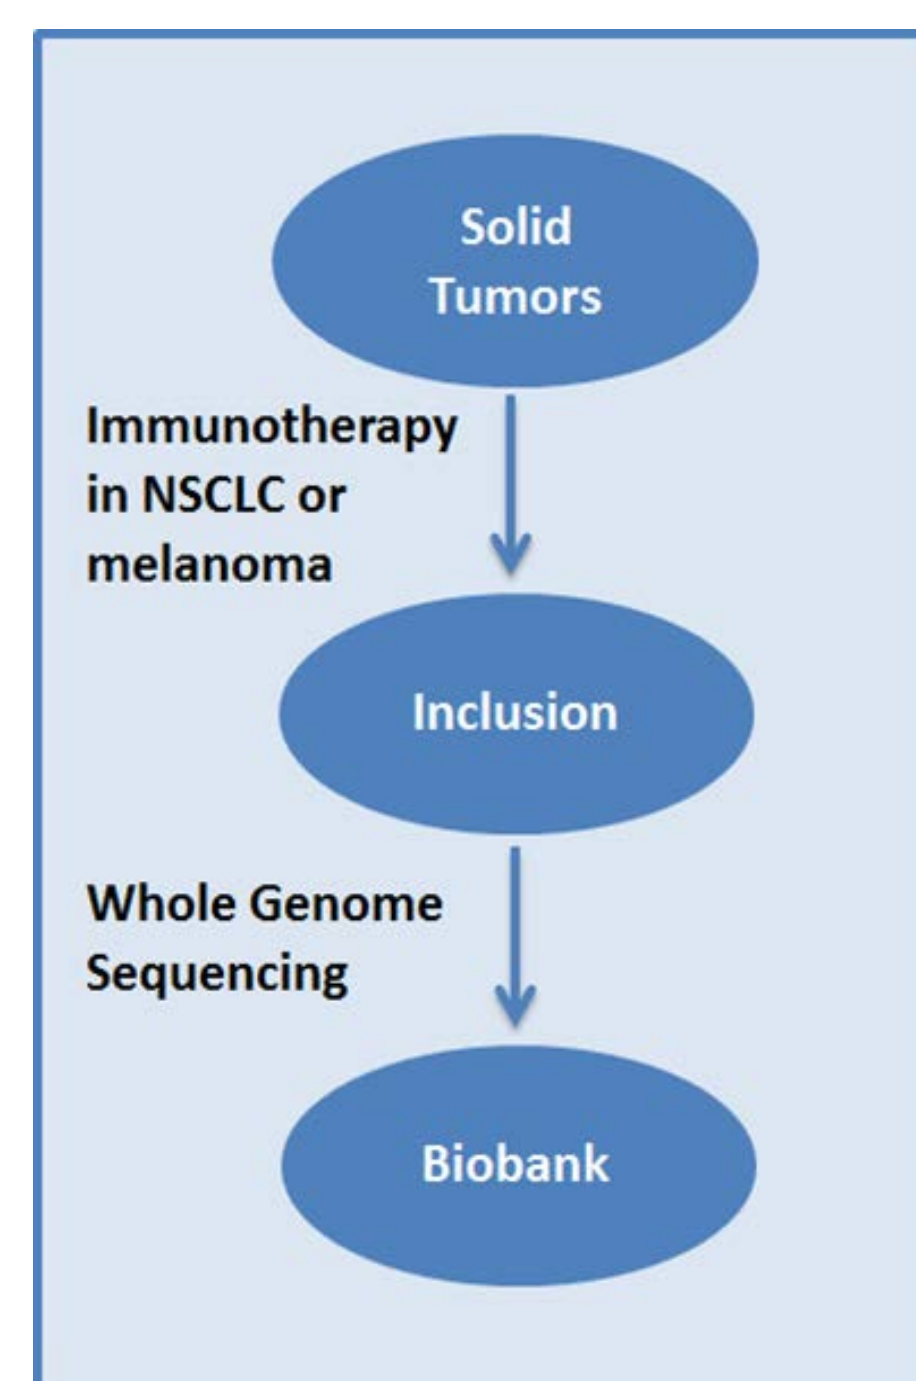 Solid
Tumors
Immunotherapy
in NSCLC or
melanoma
Inclusion
Whole Genome
Sequencing
Biobank